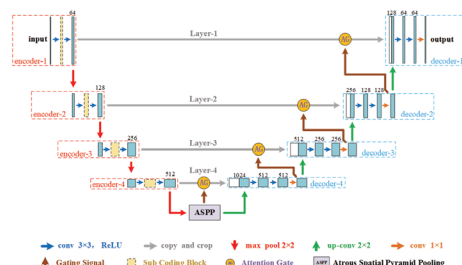 64
128 64 64
Layer-1
input
AG
output
encoder-1
decoder-1
128
256 128 128
Layer-2
AG
encoder-2
decoder-2
256
512 256 256
Layer-3
AG
encoder-3
decoder-3
512
Layer-4
1024 512 512
AG
encoder-4
decoder-4
ASPP
conv 3×3, ReLU
copy and crop
max pool 2×2
up-conv 2×2
conv 1×1
Gating Signal
Sub Coding Block
AG Attention Gate
ASPP Atrous Spatial Pyramid Pooling